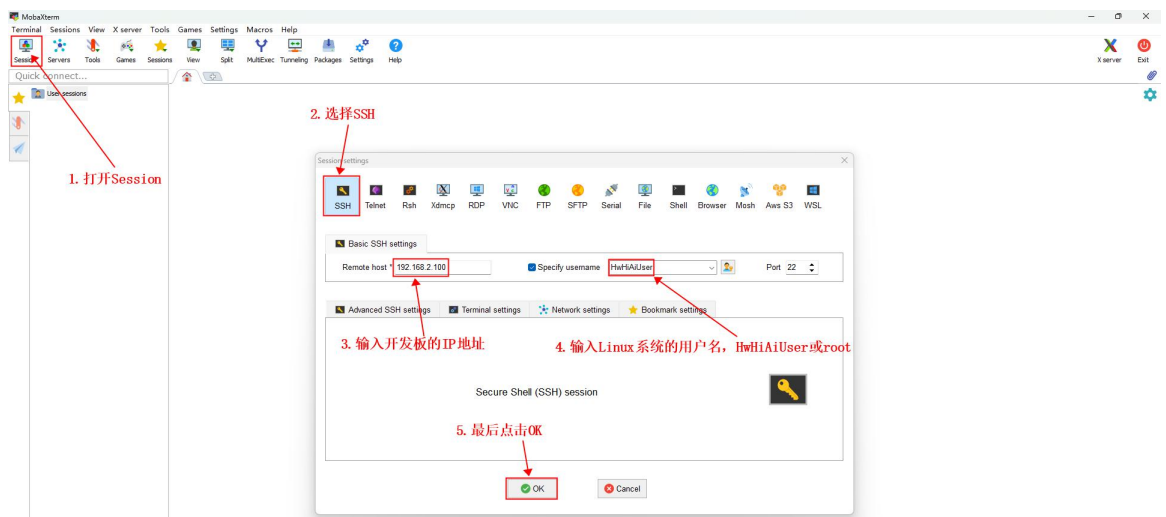 MobaXterm
Terminal Sessions View X server Tools Games Settings Macros Help
Session Servers Tools Games Sessions View Split MultiExec Tunneling Packages Settings Help X server Exit
Quick connect...
User sessions
2. 选择SSH
1. 打开Session
Session settings
SSH Telnet Rsh Xdmcp RDP VNC FTP SFTP Serial File Shell Browser Mosh Aws S3 WSL
Basic SSH settings
Remote host * 192.168.2.100 Specify username HwHiAiUser Port 22
Advanced SSH settings Terminal settings Network settings Bookmark settings
3. 输入开发板的IP地址
4. 输入Linux系统的用户名, HwHiAiUser或root
Secure Shell (SSH) session
5. 最后点击OK
OK Cancel